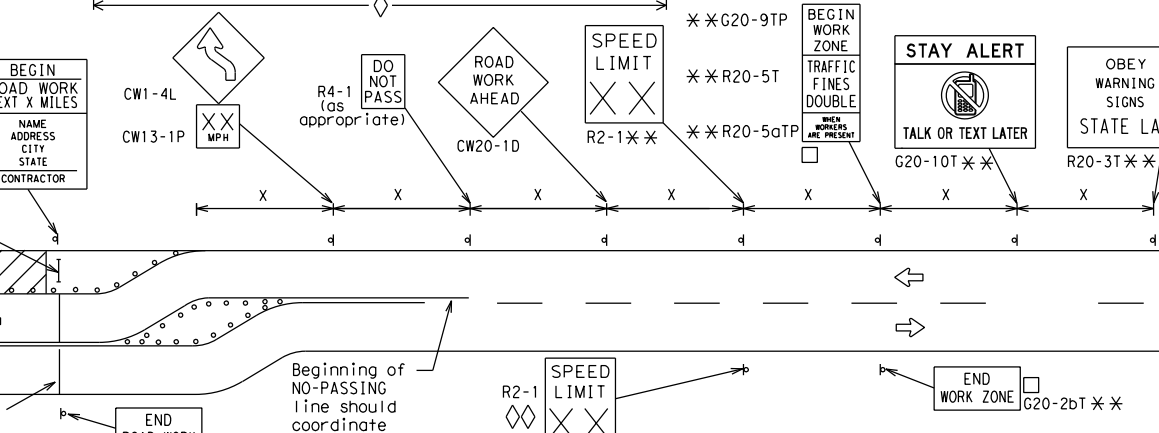 BEGIN
ROAD WORK
NEXT X MILES
NAME
ADDRESS
CITY
STATE
CONTRACTOR
CW1-4L
CW13-1P
XX
MPH
R4-1
(as
appropriate)
DO
NOT
PASS
ROAD
WORK
AHEAD
CW20-1D
SPEED
LIMIT
XX
R2-1**
**G20-9TP
**R20-5T
**R20-5aTP
BEGIN
WORK
ZONE
TRAFFIC
FINES
DOUBLE
WHEN
WORKERS
ARE PRESENT
STAY ALERT
TALK OR TEXT LATER
G20-10T**
OBEY
WARNING
SIGNS
STATE LA
R20-3T**
X
X
X
X
X
X
X
Beginning of
NO-PASSING
line should
coordinate
R2-1
SPEED
LIMIT
X X
END
WORK ZONE
G20-2bT**
END
ROAD WORK